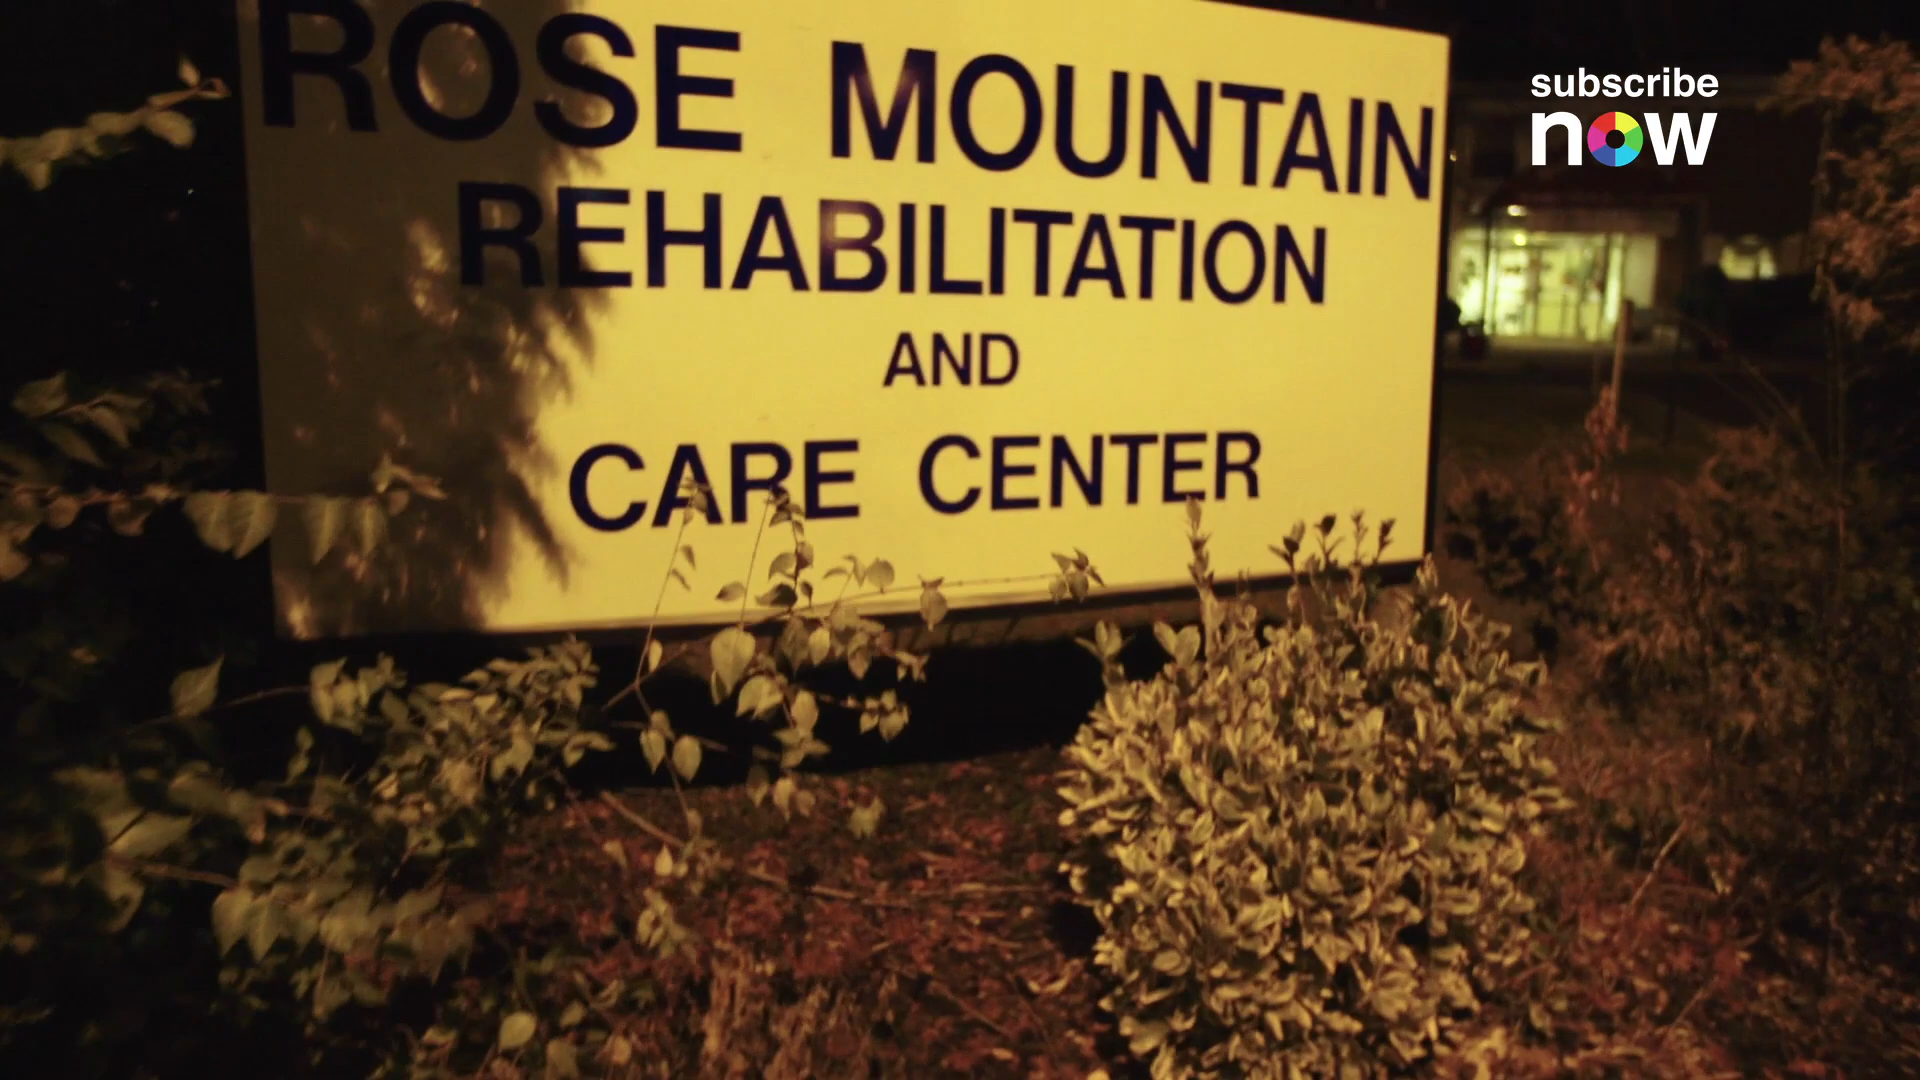 ROSE MOUNTAIN
REHABILITATION
AND
CARE CENTER
subscribe
now